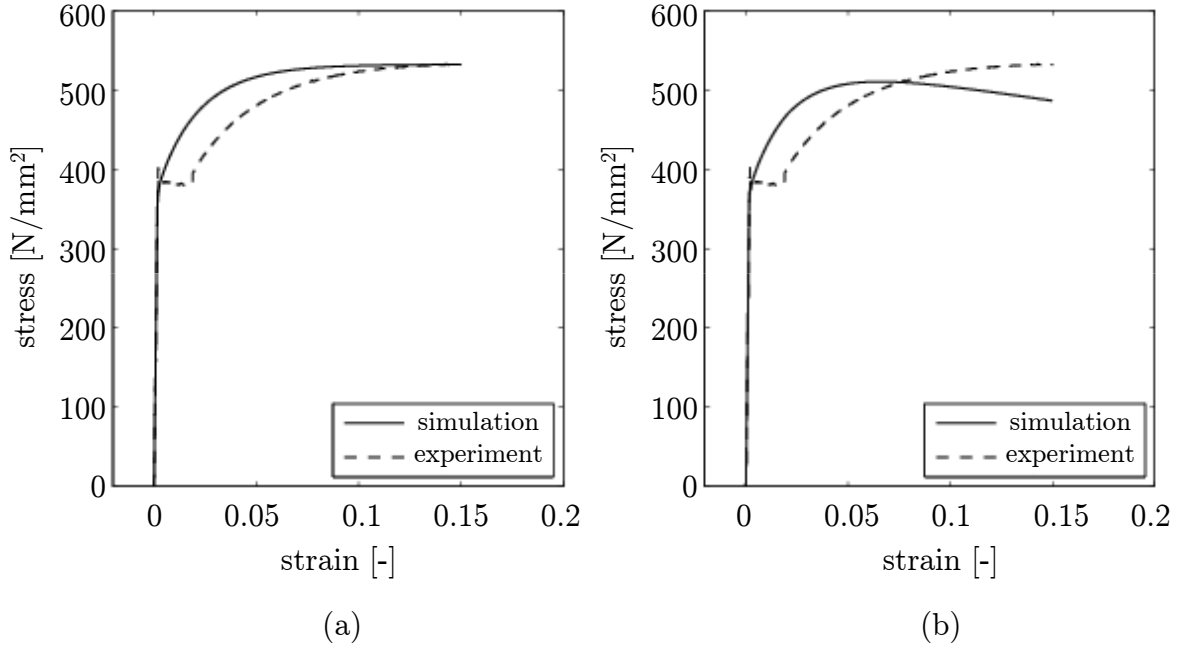 600
500
400
300
200
100
0
stress [N/mm²]
simulation
experiment
0 0.05 0.1 0.15 0.2
strain [-]
(a)
600
500
400
300
200
100
0
stress [N/mm²]
simulation
experiment
0 0.05 0.1 0.15 0.2
strain [-]
(b)